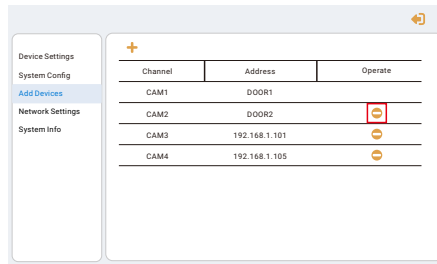 Device Settings
System Config
Add Devices
Network Settings
System Info
+
Channel Address Operate
CAM1 DOOR1
CAM2 DOOR2
CAM3 192.168.1.101
CAM4 192.168.1.105